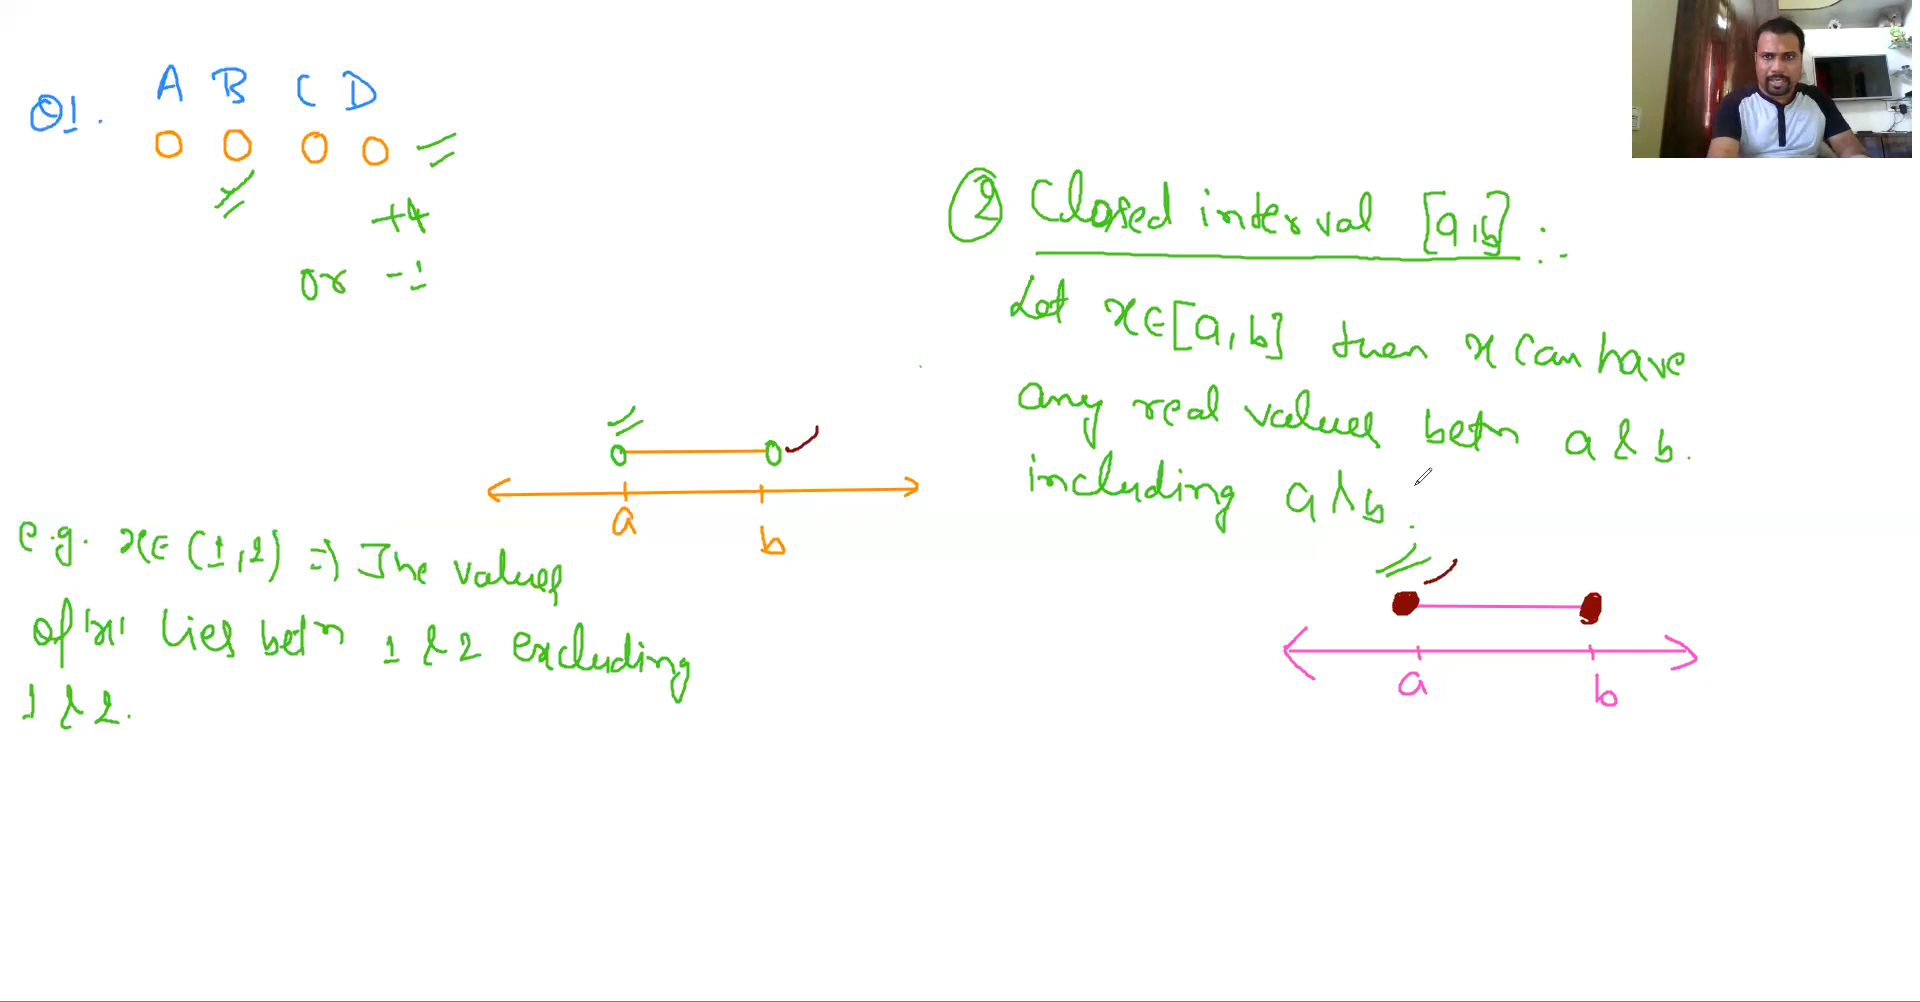 Q1.
A B C D
+4
or -1
a b
e.g. x∈(1,2) ⇒ The values
of 'x' lies betn 1 & 2 excluding
1 & 2.
② Closed interval [a,b] :-
Let x∈[a,b] then x can have
any real values betn a & b.
including a & b.
a b